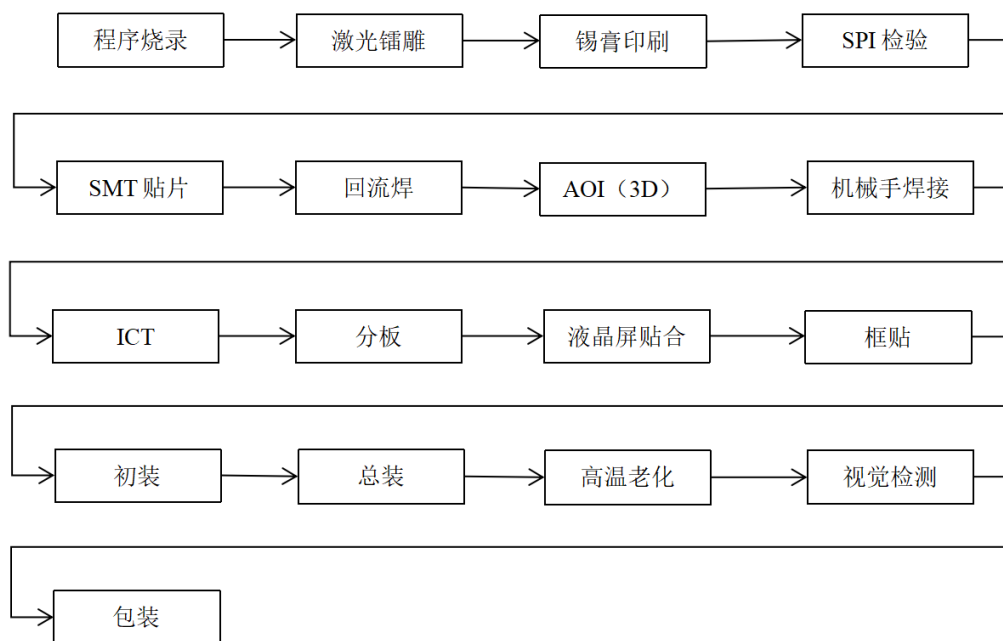 程序烧录
激光镭雕
锡膏印刷
SPI 检验
SMT 贴片
回流焊
AOI（3D）
机械手焊接
ICT
分板
液晶屏贴合
框贴
初装
总装
高温老化
视觉检测
包装